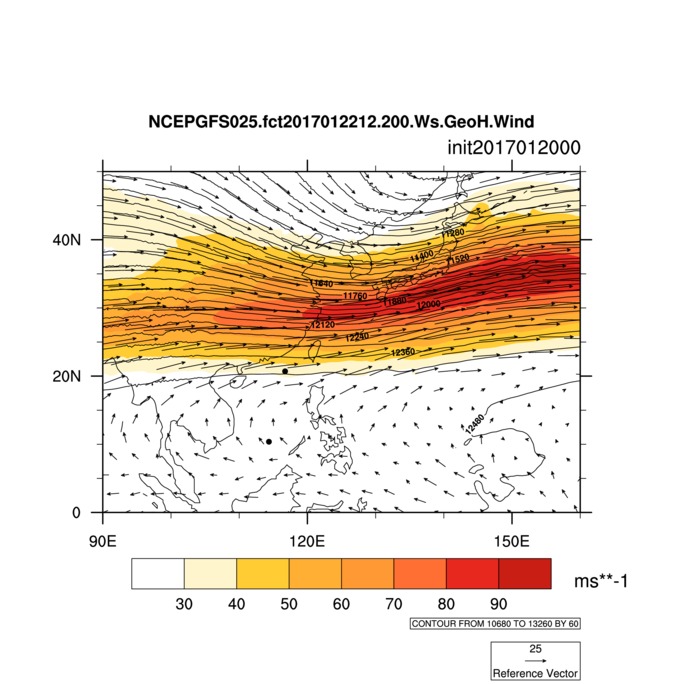 NCEPGFS025.fct2017012212.200.Ws.GeoH.Wind
init2017012000
40N
20N
0
90E 120E 150E
11280
11400
11520
11640
11760
11880
12000
12120
12240
12360
12480
30 40 50 60 70 80 90
ms**-1
CONTOUR FROM 10680 TO 13260 BY 60
25
Reference Vector